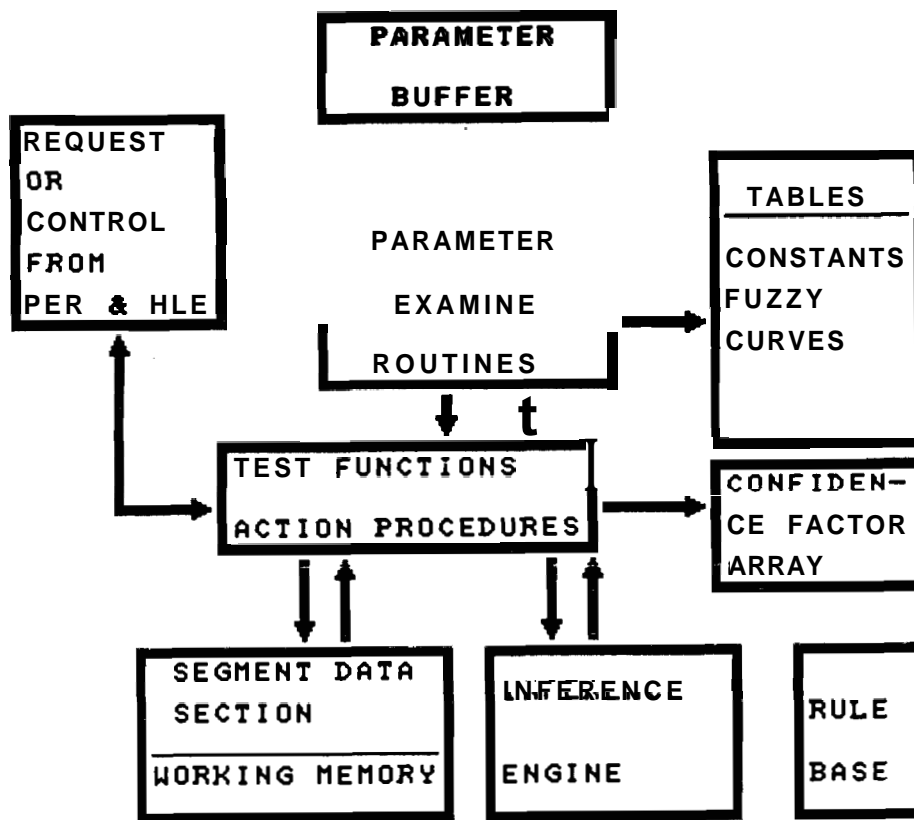 PARAMETER
BUFFER
REQUEST
OR
CONTROL
FROM
PER & HLE
PARAMETER
EXAMINE
ROUTINES
TABLES
CONSTANTS
FUZZY
CURVES
t
TEST FUNCTIONS
ACTION PROCEDURES
CONFIDEN-
CE FACTOR
ARRAY
SEGMENT DATA
SECTION
WORKING MEMORY
INFERENCE
ENGINE
RULE
BASE